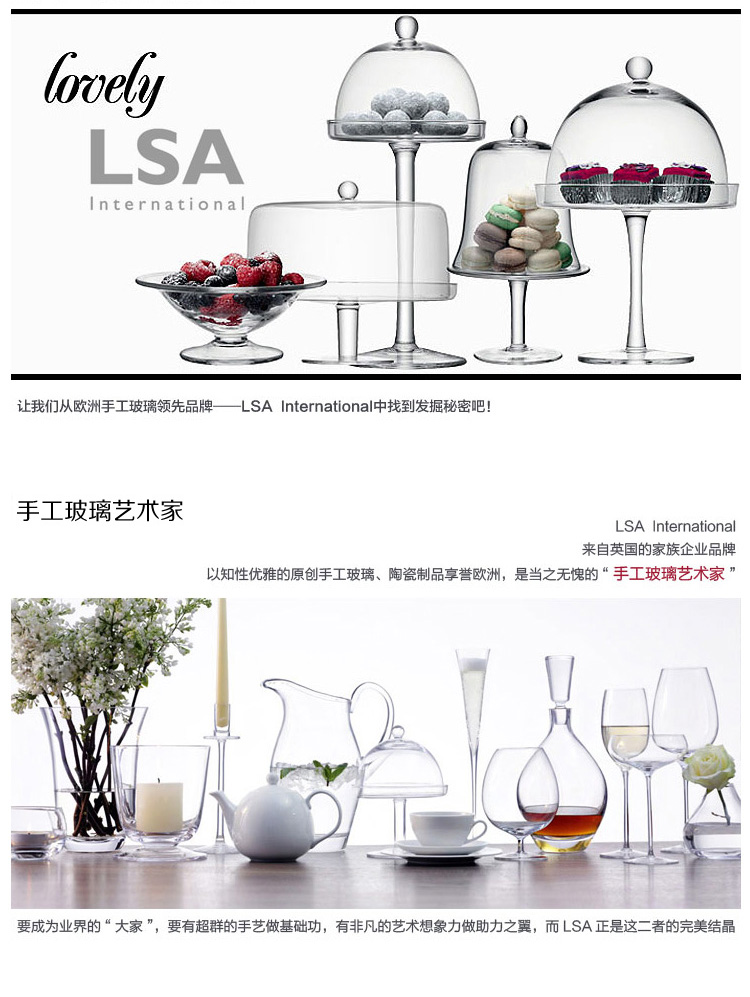 lovely
LSA
International
让我们从欧洲手工玻璃领先品牌——LSA International中找到发掘秘密吧！
手工玻璃艺术家
LSA International
来自英国的家族企业品牌
以知性优雅的原创手工玻璃、陶瓷制品享誉欧洲，是当之无愧的“ 手工玻璃艺术家 ”
要成为业界的“ 大家 ”，要有超群的手艺做基础功，有非凡的艺术想象力做助力之翼，而 LSA 正是这二者的完美结晶